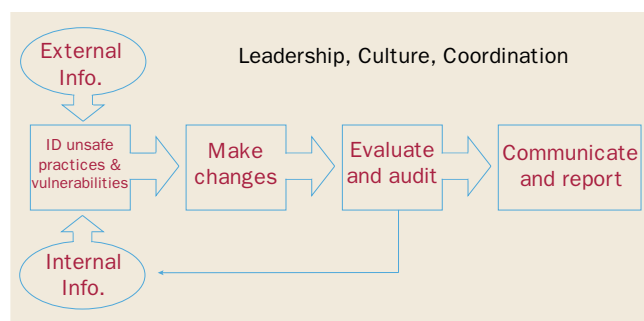 External
Info.
Leadership, Culture, Coordination
ID unsafe
practices &
vulnerabilities
Make
changes
Evaluate
and audit
Communicate
and report
Internal
Info.